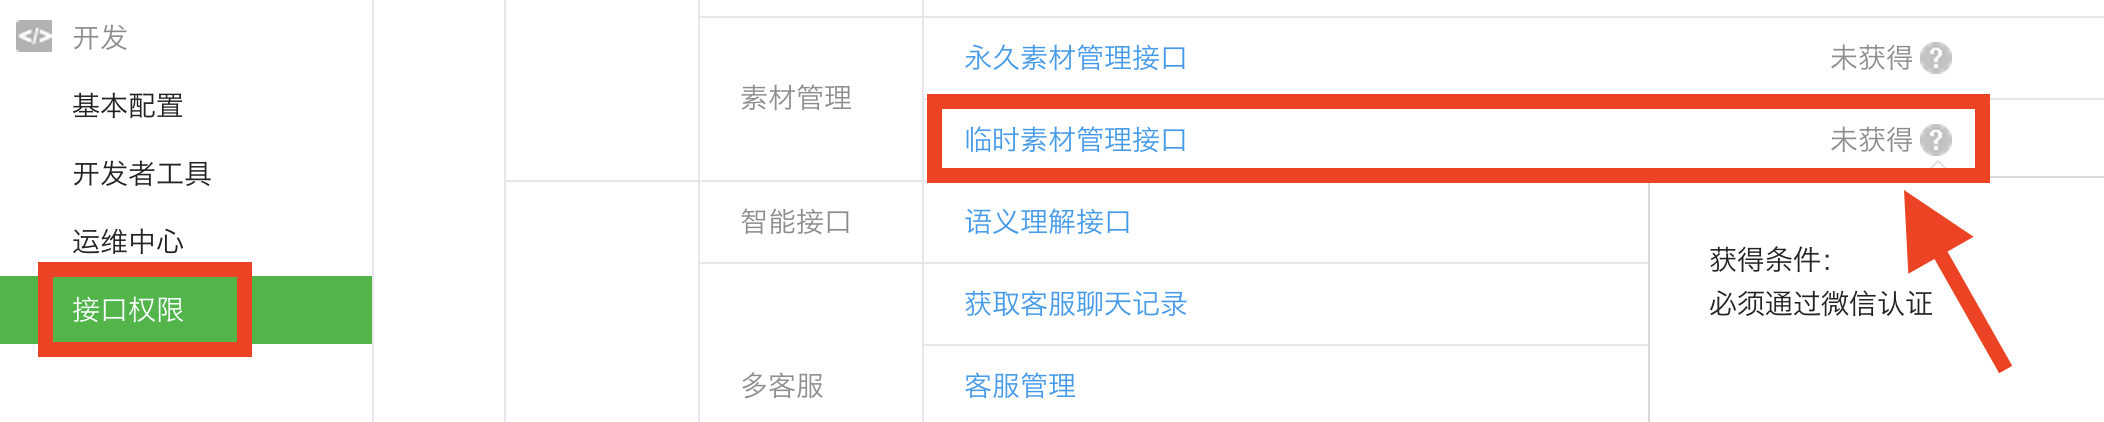 </>
开发
基本配置
开发者工具
运维中心
接口权限
素材管理
永久素材管理接口
未获得 ?
临时素材管理接口
未获得 ?
智能接口
语义理解接口
获取客服聊天记录
多客服
客服管理
获得条件：
必须通过微信认证